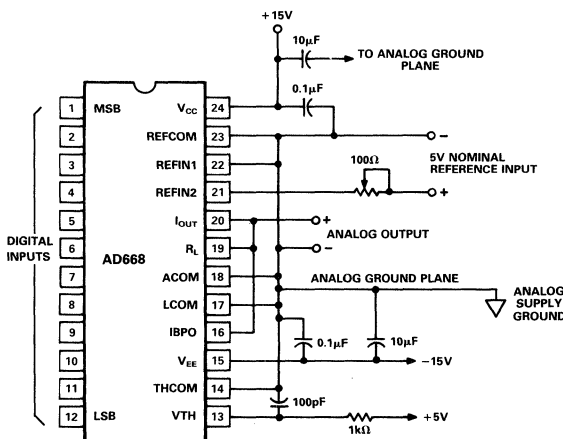 +15V
10µF
TO ANALOG GROUND
PLANE
0.1µF
1 MSB VCC 24
2 REFCOM 23 −
3 REFIN1 22 100Ω 5V NOMINAL
REFERENCE INPUT
4 REFIN2 21 +
5 IOUT 20 +
ANALOG OUTPUT
DIGITAL
INPUTS
6 RL 19 −
AD668
7 ACOM 18 ANALOG GROUND PLANE
ANALOG
SUPPLY
GROUND
8 LCOM 17
9 IBPO 16 0.1µF 10µF
10 VEE 15 −15V
11 THCOM 14
100pF
12 LSB VTH 13 +5V
1kΩ